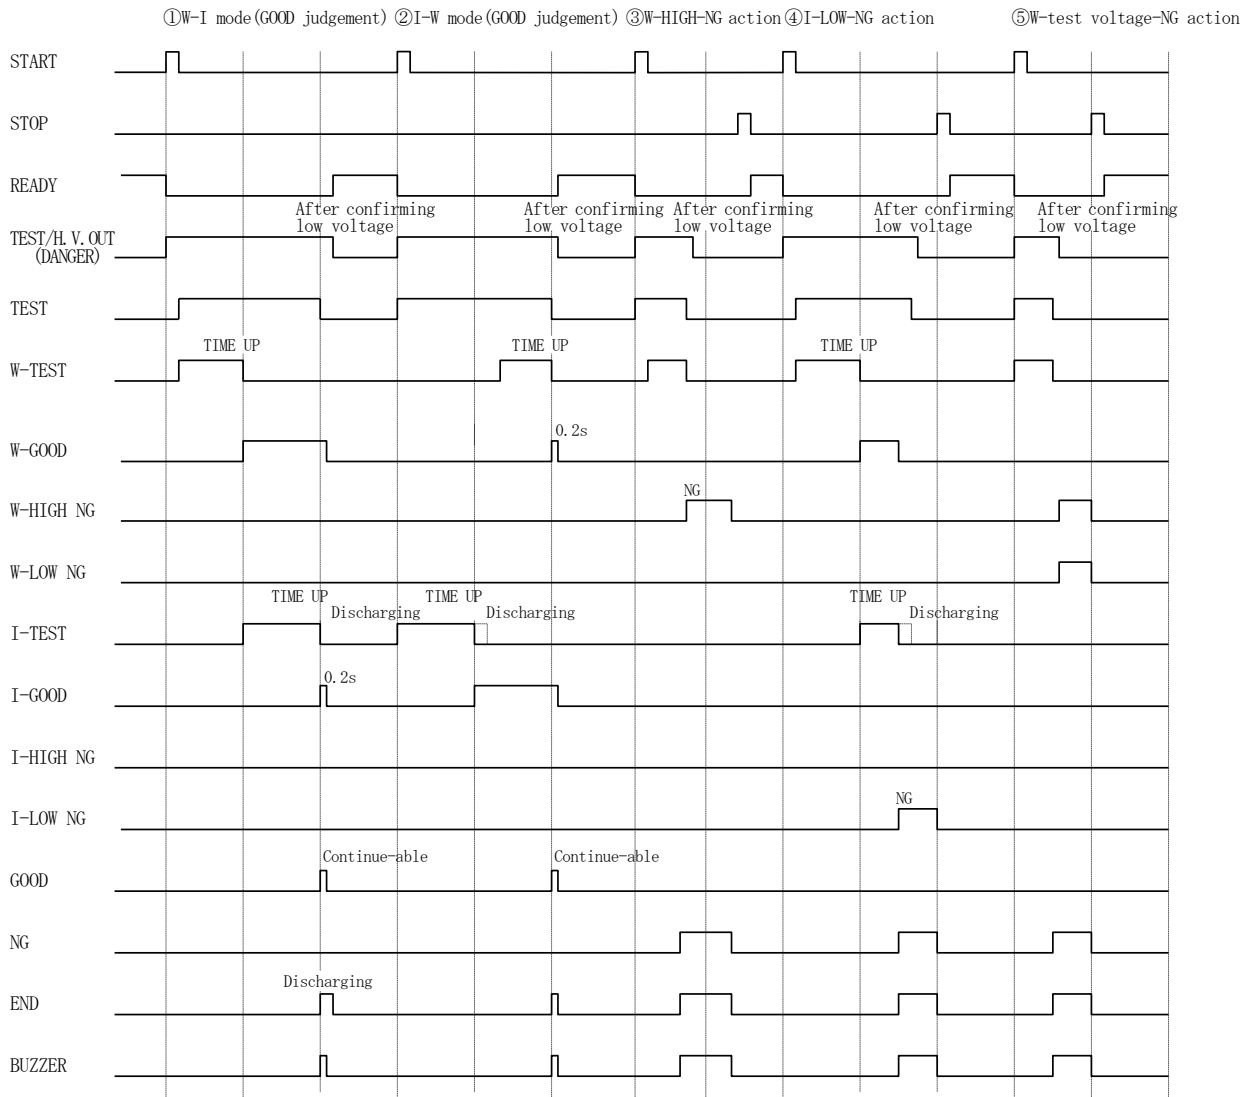 ①W-I mode(GOOD judgement) ②I-W mode(GOOD judgement) ③W-HIGH-NG action ④I-LOW-NG action ⑤W-test voltage-NG action
START
STOP
READY
After confirming low voltage After confirming low voltage After confirming low voltage After confirming low voltage After confirming low voltage
TEST/H.V.OUT
(DANGER)
TEST
TIME UP TIME UP TIME UP
W-TEST
0.2s
W-GOOD
NG
W-HIGH NG
W-LOW NG
TIME UP TIME UP TIME UP
Discharging Discharging Discharging
I-TEST
0.2s
I-GOOD
I-HIGH NG
NG
I-LOW NG
Continue-able Continue-able
GOOD
NG
Discharging
END
BUZZER